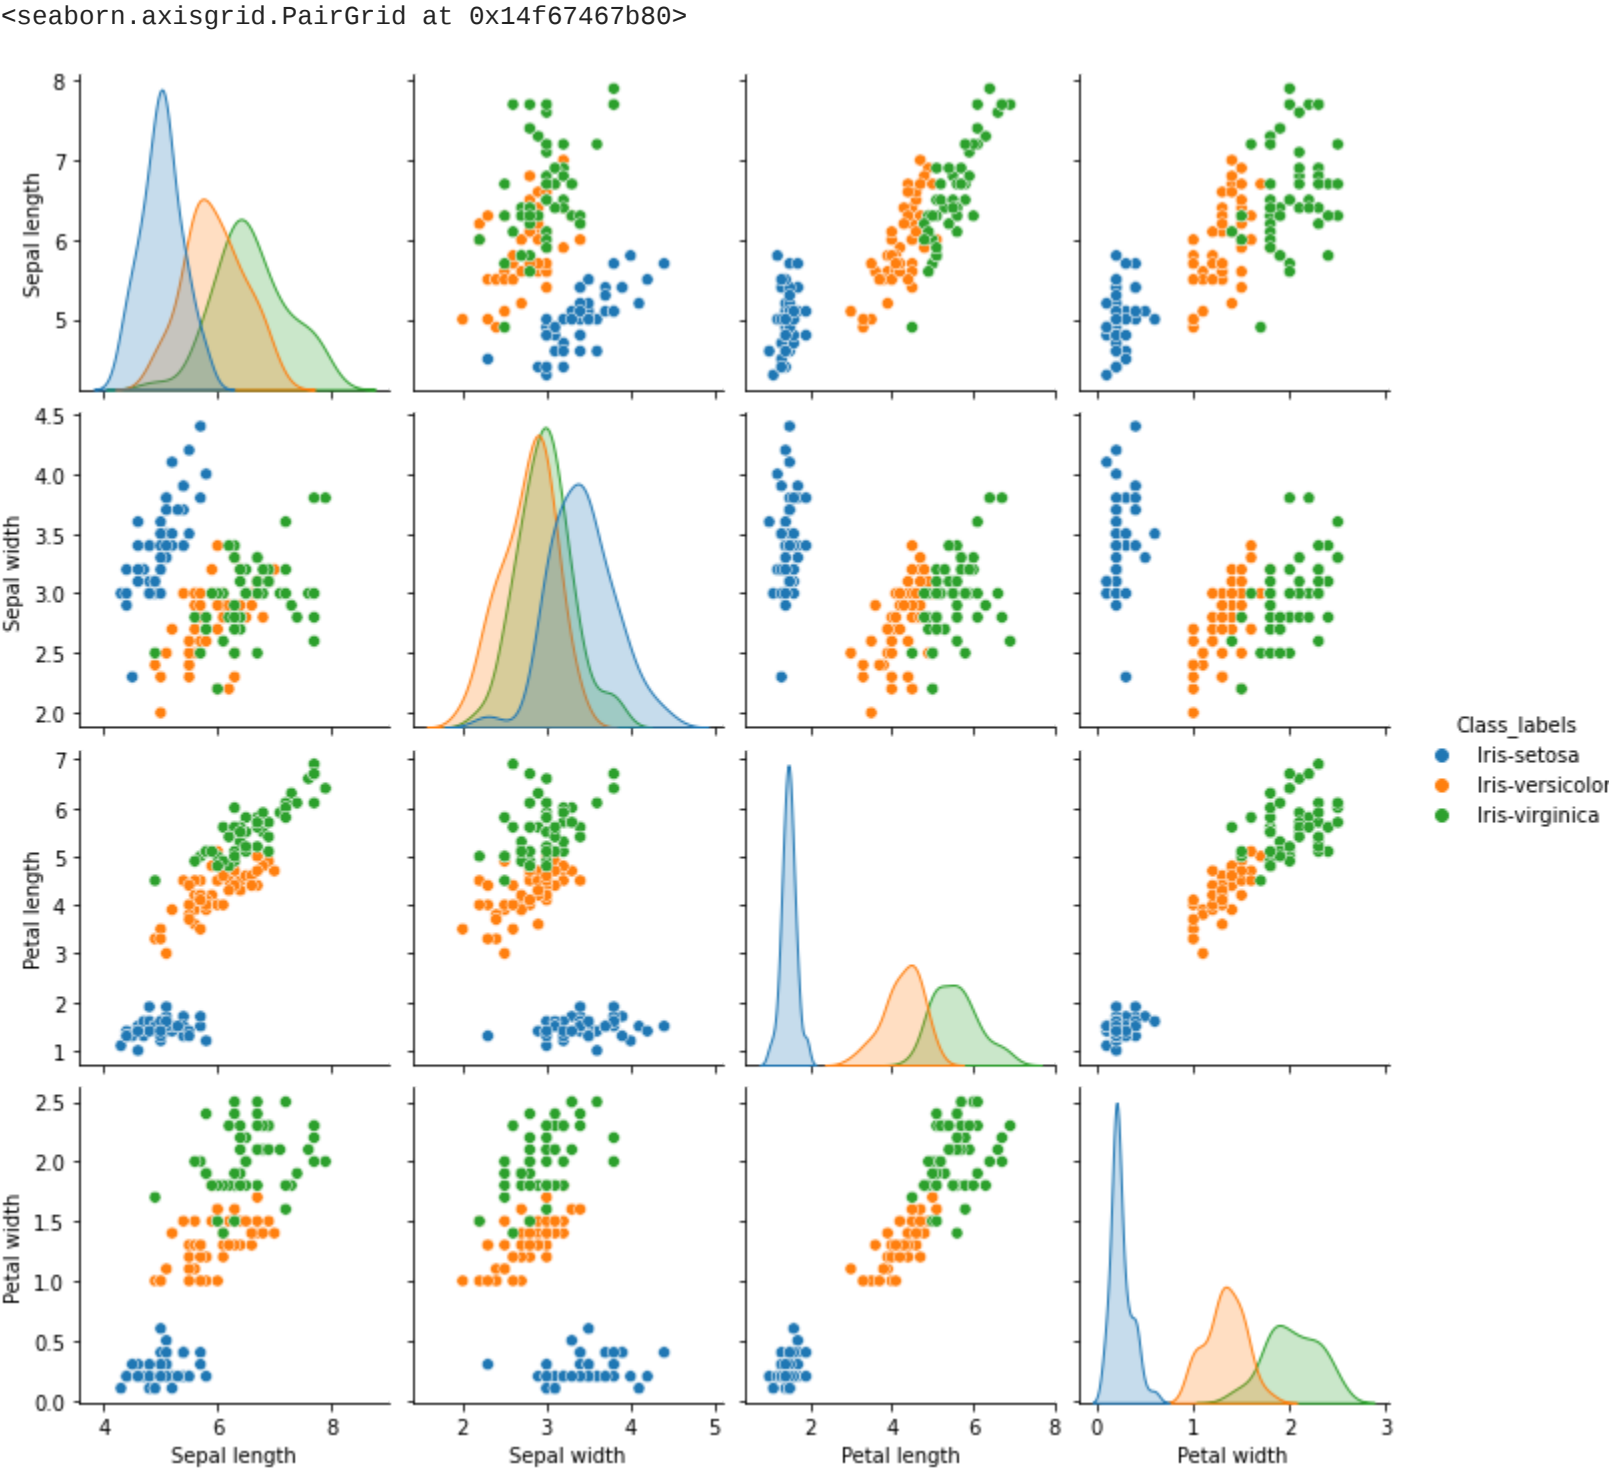 <seaborn.axisgrid.PairGrid at 0x14f67467b80>
8
7
6
5
Sepal length
4.5
4.0
3.5
3.0
2.5
2.0
Sepal width
Class_labels
Iris-setosa
Iris-versicolor
Iris-virginica
7
6
5
4
3
2
1
Petal length
2.5
2.0
1.5
1.0
0.5
0.0
Petal width
4 6 8 2 3 4 5 2 4 6 8 0 1 2 3
Sepal length Sepal width Petal length Petal width